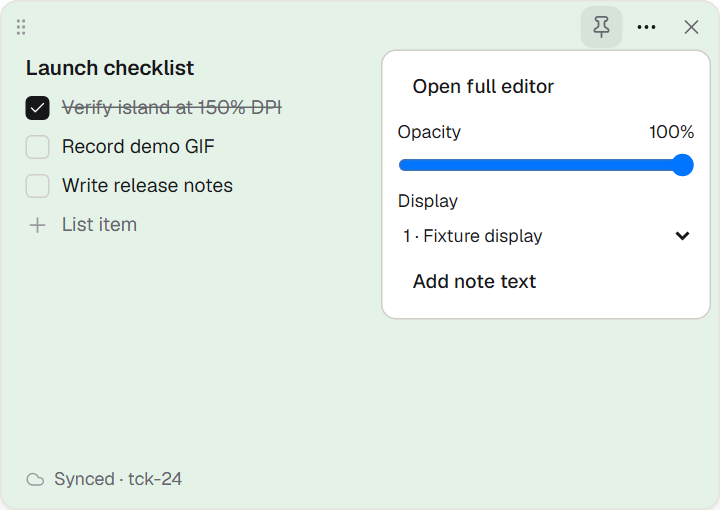 Launch checklist
Verify island at 150% DPI
Record demo GIF
Write release notes
List item
Open full editor
Opacity 100%
Display
1 · Fixture display
Add note text
Synced · tck-24